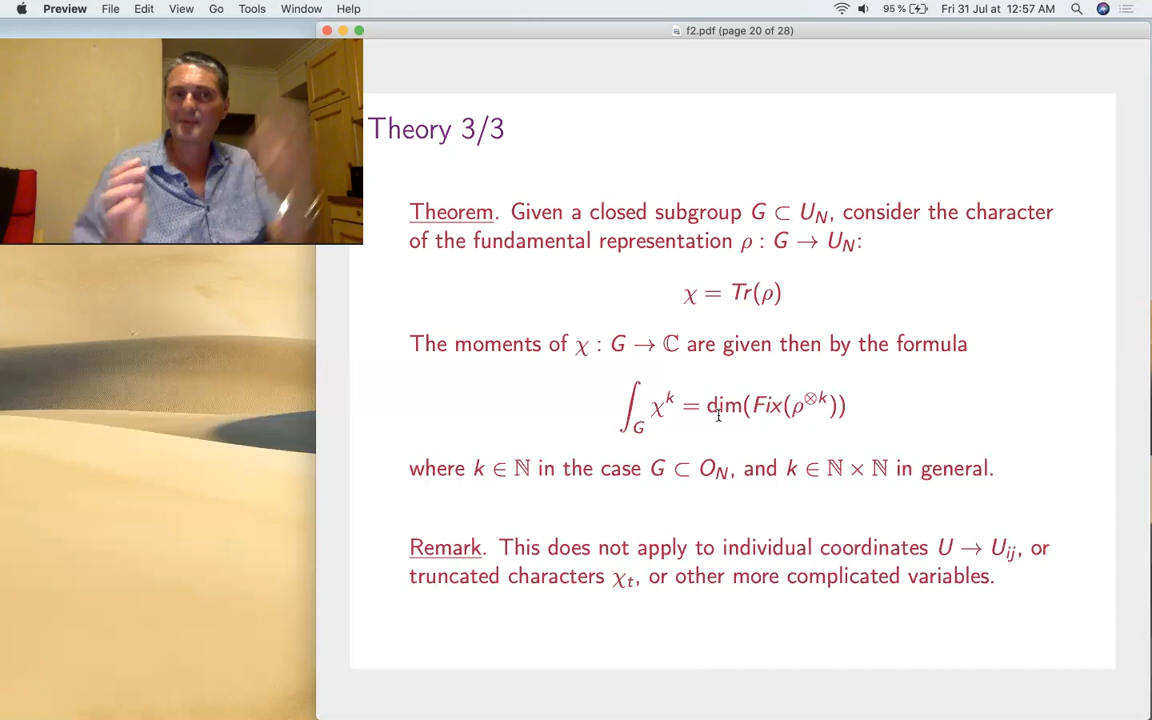 Preview File Edit View Go Tools Window Help 95 % Fri 31 Jul at 12:57 AM
f2.pdf (page 20 of 28)
Theory 3/3
Theorem. Given a closed subgroup G ⊂ U_N, consider the character
of the fundamental representation ρ : G → U_N:
χ = Tr(ρ)
The moments of χ : G → ℂ are given then by the formula
∫_G χ^k = dim(Fix(ρ^{⊗k}))
where k ∈ ℕ in the case G ⊂ O_N, and k ∈ ℕ × ℕ in general.
Remark. This does not apply to individual coordinates U → U_{ij}, or
truncated characters χ_t, or other more complicated variables.